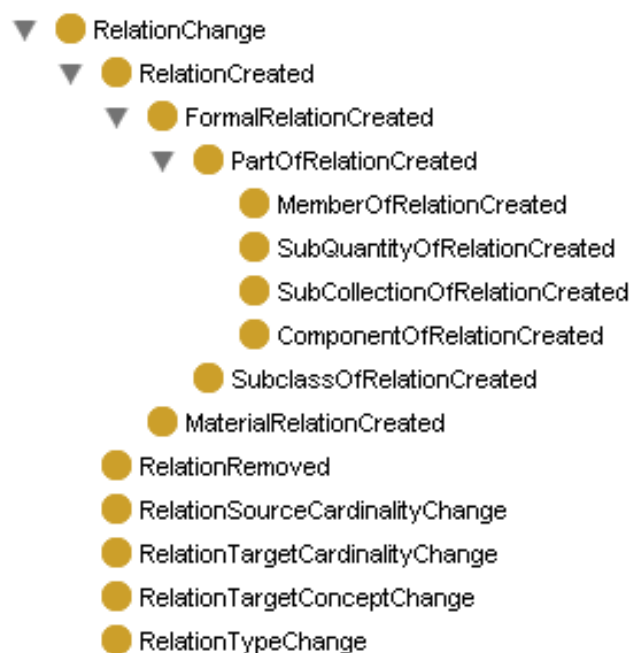 RelationChange
RelationCreated
FormalRelationCreated
PartOfRelationCreated
MemberOfRelationCreated
SubQuantityOfRelationCreated
SubCollectionOfRelationCreated
ComponentOfRelationCreated
SubclassOfRelationCreated
MaterialRelationCreated
RelationRemoved
RelationSourceCardinalityChange
RelationTargetCardinalityChange
RelationTargetConceptChange
RelationTypeChange